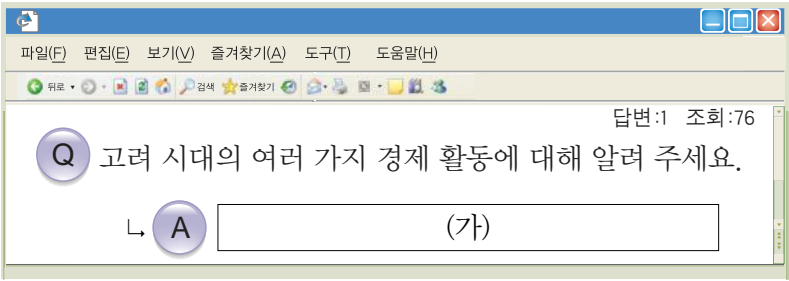 파일(F) 편집(E) 보기(V) 즐겨찾기(A) 도구(T) 도움말(H)
뒤로 검색 즐겨찾기
답변:1 조회:76
Q 고려 시대의 여러 가지 경제 활동에 대해 알려 주세요.
A (가)